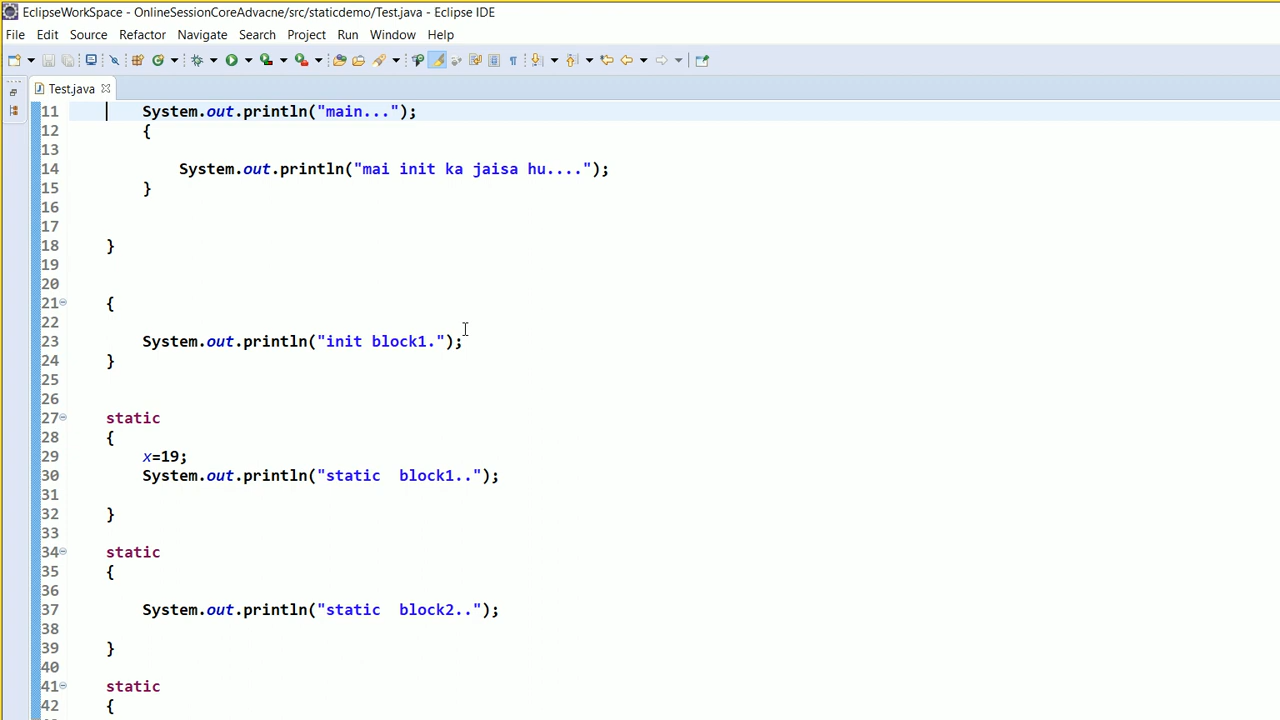 EclipseWorkSpace - OnlineSessionCoreAdvacne/src/staticdemo/Test.java - Eclipse IDE
File Edit Source Refactor Navigate Search Project Run Window Help
Test.java
11 System.out.println("main...");
12 {
13
14 System.out.println("mai init ka jaisa hu....");
15 }
16
17
18 }
19
20
21 {
22
23 System.out.println("init block1.");
24 }
25
26
27 static
28 {
29 x=19;
30 System.out.println("static  block1..");
31
32 }
33
34 static
35 {
36
37 System.out.println("static  block2..");
38
39 }
40
41 static
42 {